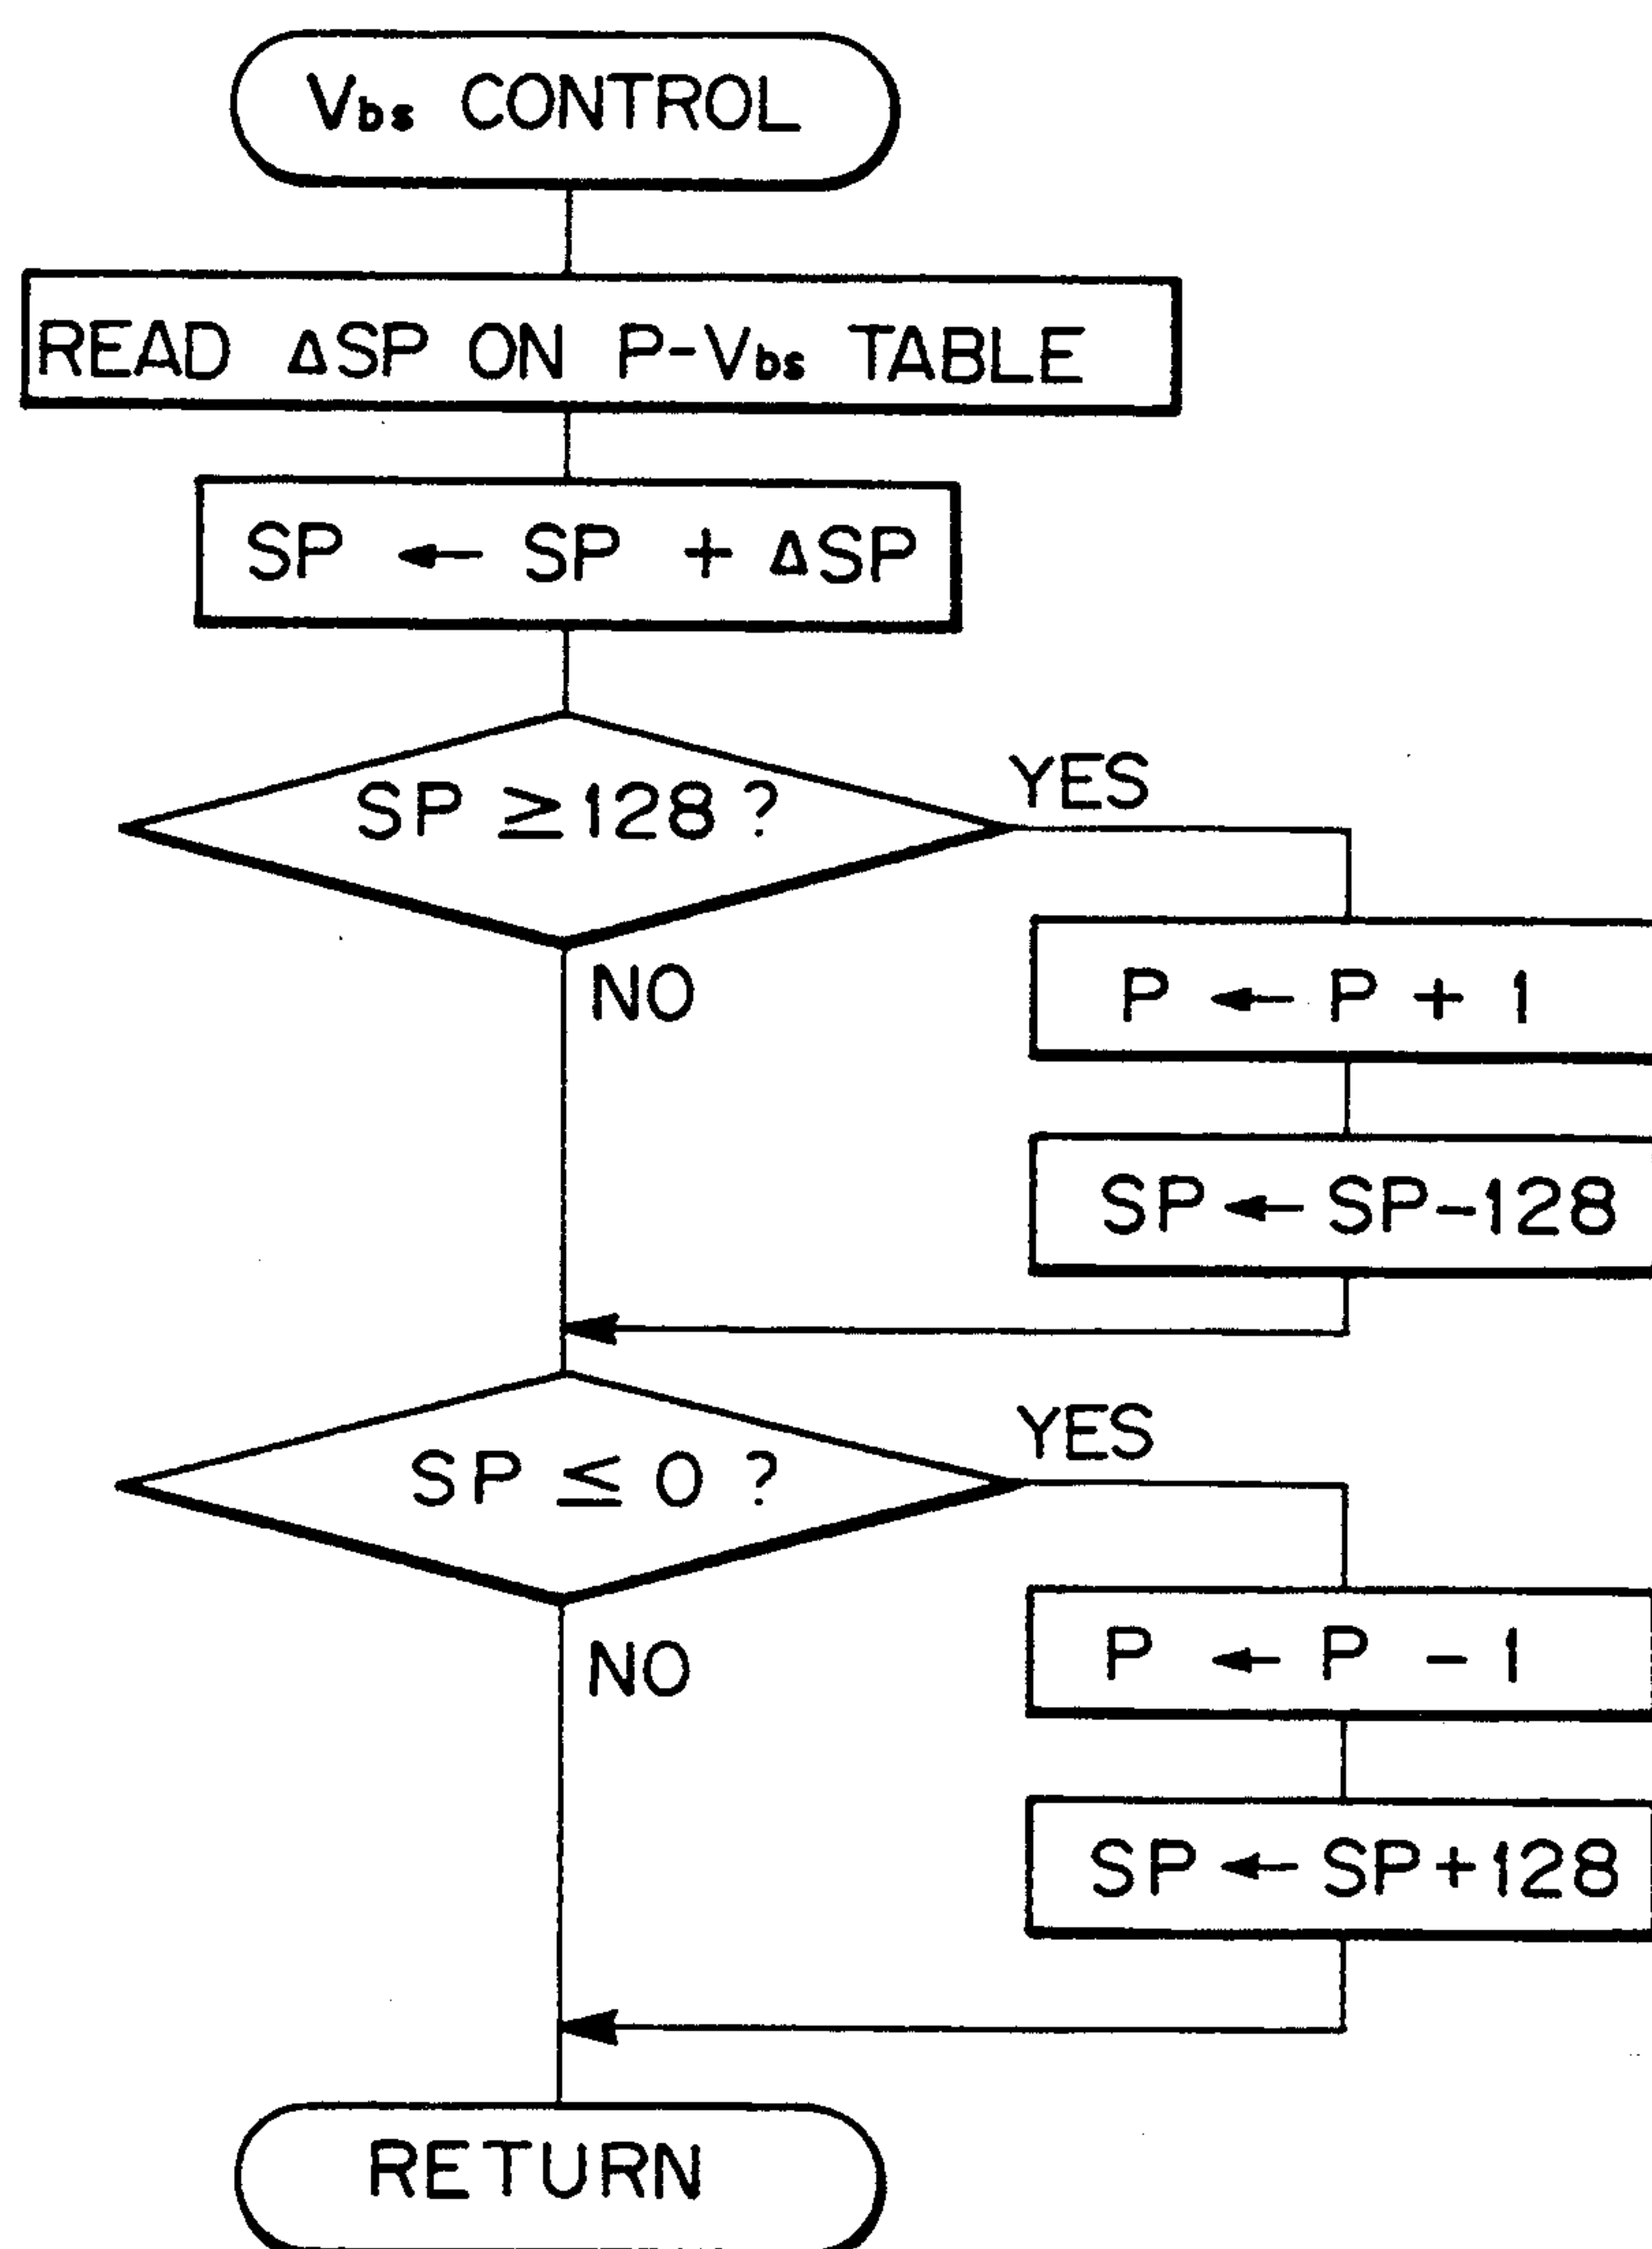 Vbs CONTROL
READ ΔSP ON P-Vbs TABLE
SP ← SP + ΔSP
SP ≥ 128 ?
YES
P ← P + 1
NO
SP ← SP-128
SP ≤ 0 ?
YES
P ← P - 1
NO
SP ← SP+128
RETURN